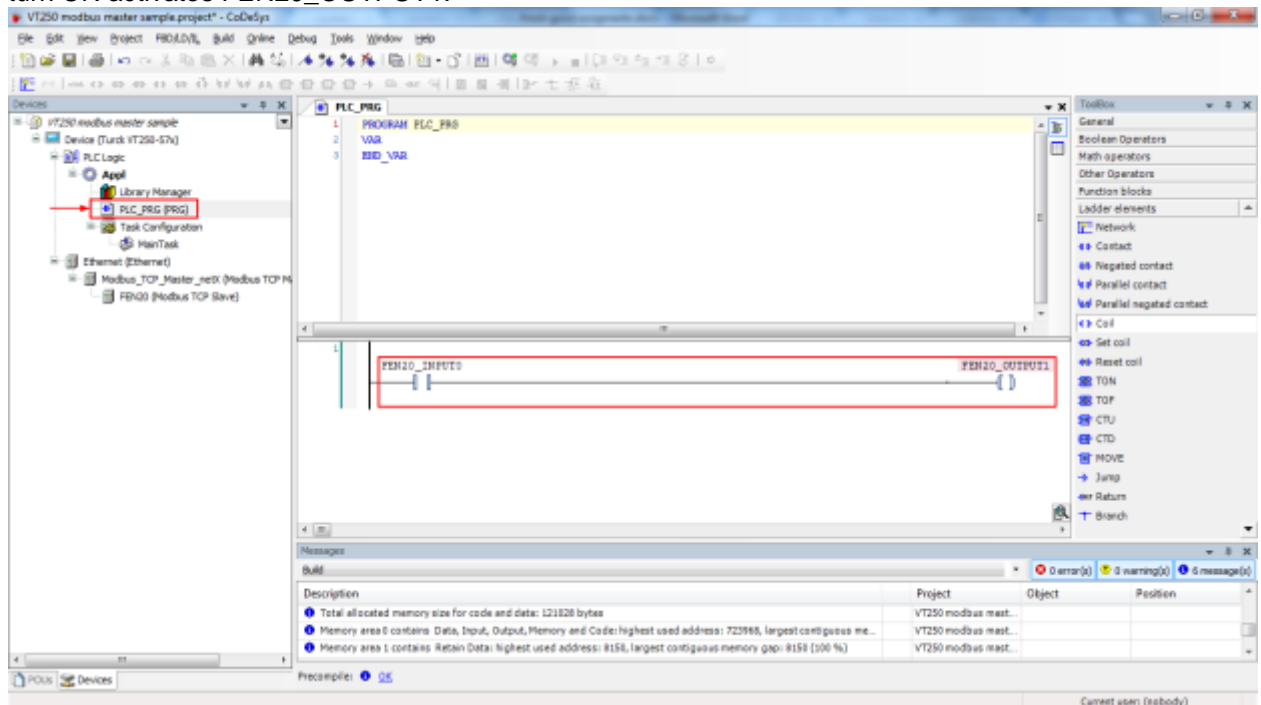 VT250 modbus master sample.project* - CoDeSys
File Edit View Project FBD/LD/IL Build Online Debug Tools Window Help
Devices
VT250 modbus master sample
Device (Turck VT250-57x)
PLC Logic
Appl
Library Manager
PLC_PRG (PRG)
Task Configuration
MainTask
Ethernet (Ethernet)
Modbus_TCP_Master_netX (Modbus TCP M
FEN20 (Modbus TCP Slave)
POUs Devices
PLC_PRG
1 PROGRAM PLC_PRG
2 VAR
3 END_VAR
1
FEN20_INPUT0 FEN20_OUTPUT1
ToolBox
General
Boolean Operators
Math operators
Other Operators
Function blocks
Ladder elements
Network
Contact
Negated contact
Parallel contact
Parallel negated contact
Coil
Set coil
Reset coil
TON
TOF
CTU
CTD
MOVE
Jump
Return
Branch
Messages
Build 0 error(s) 0 warning(s) 6 message(s)
Description Project Object Position
Total allocated memory size for code and data: 121828 bytes VT250 modbus mast...
Memory area 0 contains Data, Input, Output, Memory and Code: highest used address: 723968, largest contiguous me... VT250 modbus mast...
Memory area 1 contains Retain Data: highest used address: 8150, largest contiguous memory gap: 8150 (100 %) VT250 modbus mast...
Precompile: OK
Current user: (nobody)